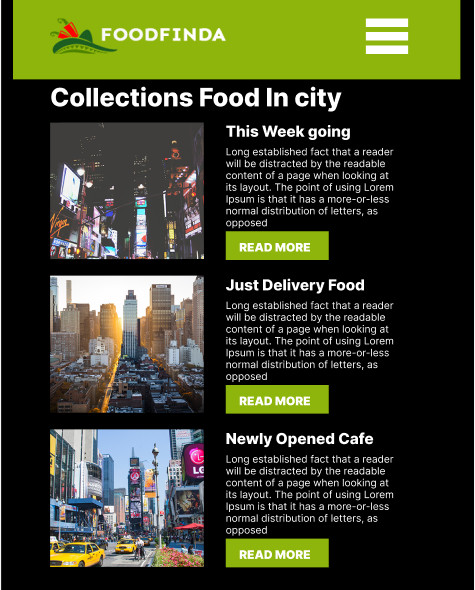 FOODFINDA
Collections Food In city
This Week going
Long established fact that a reader
will be distracted by the readable
content of a page when looking at
its layout. The point of using Lorem
Ipsum is that it has a more-or-less
normal distribution of letters, as
opposed
READ MORE
Virgin
Just Delivery Food
Long established fact that a reader
will be distracted by the readable
content of a page when looking at
its layout. The point of using Lorem
Ipsum is that it has a more-or-less
normal distribution of letters, as
opposed
READ MORE
Newly Opened Cafe
Long established fact that a reader
will be distracted by the readable
content of a page when looking at
its layout. The point of using Lorem
Ipsum is that it has a more-or-less
normal distribution of letters, as
opposed
READ MORE
LG